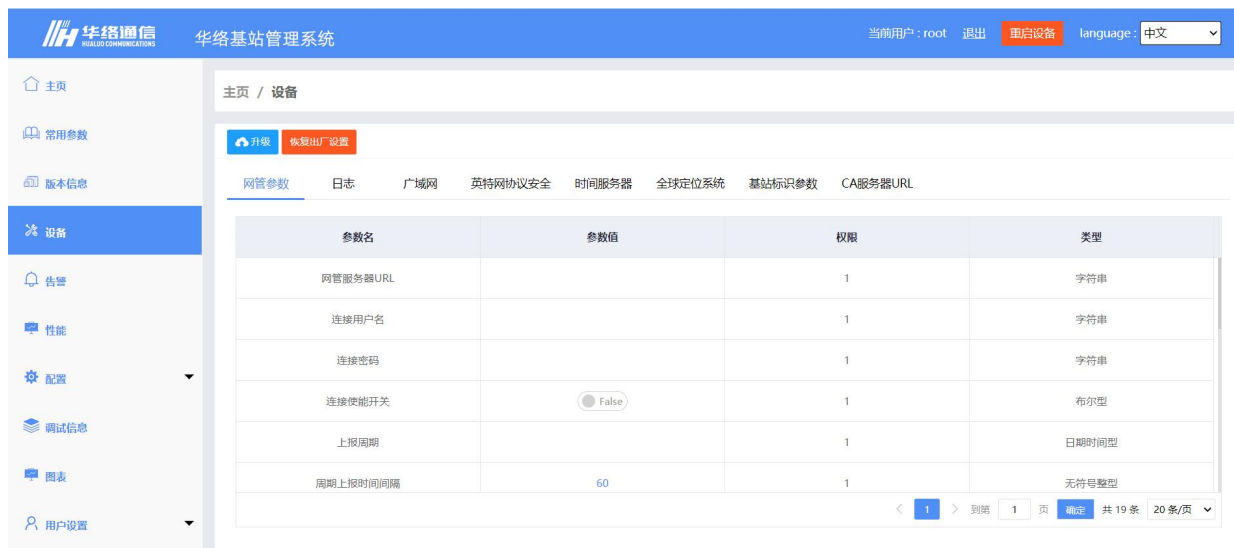 华络通信
HUALUO COMMUNICATIONS
华络基站管理系统
当前用户 : root 退出 重启设备 language : 中文
主页
常用参数
版本信息
设备
告警
性能
配置
调试信息
图表
用户设置
主页 / 设备
升级 恢复出厂设置
网管参数 日志 广域网 英特网协议安全 时间服务器 全球定位系统 基站标识参数 CA服务器URL
参数名 参数值 权限 类型
网管服务器URL 1 字符串
连接用户名 1 字符串
连接密码 1 字符串
连接使能开关 False 1 布尔型
上报周期 1 日期时间型
周期上报时间间隔 60 1 无符号整型
< 1 > 到第 1 页 确定 共 19 条 20 条/页